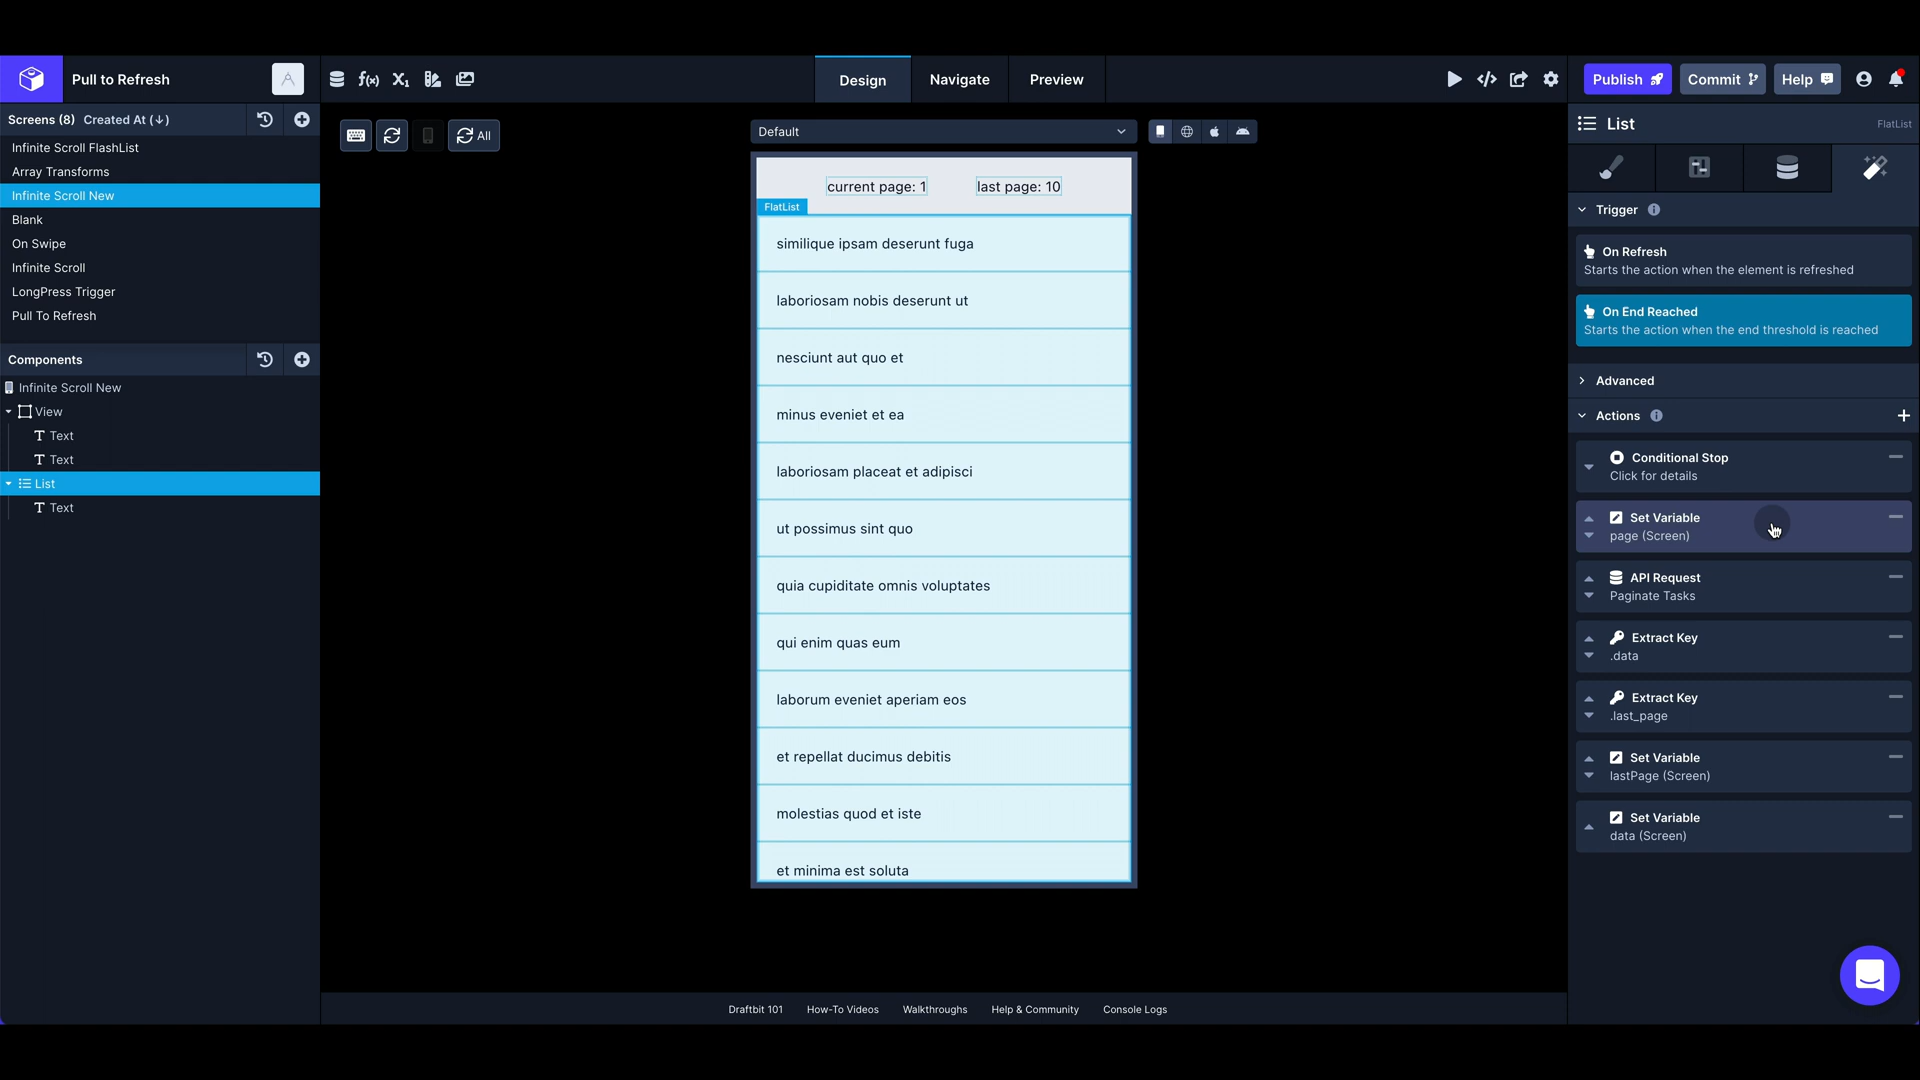 Pull to Refresh
Design
Navigate
Preview
Publish
Commit
Help
Screens (8) Created At (↓)
Infinite Scroll FlashList
Array Transforms
Infinite Scroll New
Blank
On Swipe
Infinite Scroll
LongPress Trigger
Pull To Refresh
Components
Infinite Scroll New
View
Text
Text
List
Text
All
Default
current page: 1
last page: 10
FlatList
similique ipsam deserunt fuga
laboriosam nobis deserunt ut
nesciunt aut quo et
minus eveniet et ea
laboriosam placeat et adipisci
ut possimus sint quo
quia cupiditate omnis voluptates
qui enim quas eum
laborum eveniet aperiam eos
et repellat ducimus debitis
molestias quod et iste
et minima est soluta
Draftbit 101
How-To Videos
Walkthroughs
Help & Community
Console Logs
List
FlatList
Trigger
On Refresh
Starts the action when the element is refreshed
On End Reached
Starts the action when the end threshold is reached
Advanced
Actions
Conditional Stop
Click for details
Set Variable
page (Screen)
API Request
Paginate Tasks
Extract Key
.data
Extract Key
.last_page
Set Variable
lastPage (Screen)
Set Variable
data (Screen)